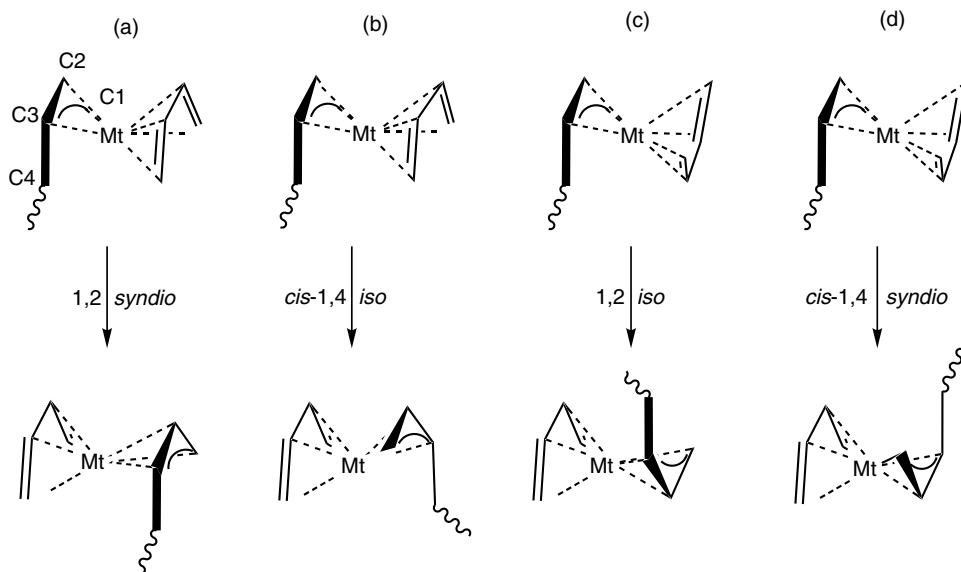 (a) (b) (c) (d)
C2
C1
C3
Mt Mt Mt Mt
C4
1,2 syndio cis-1,4 iso 1,2 iso cis-1,4 syndio
Mt Mt Mt Mt